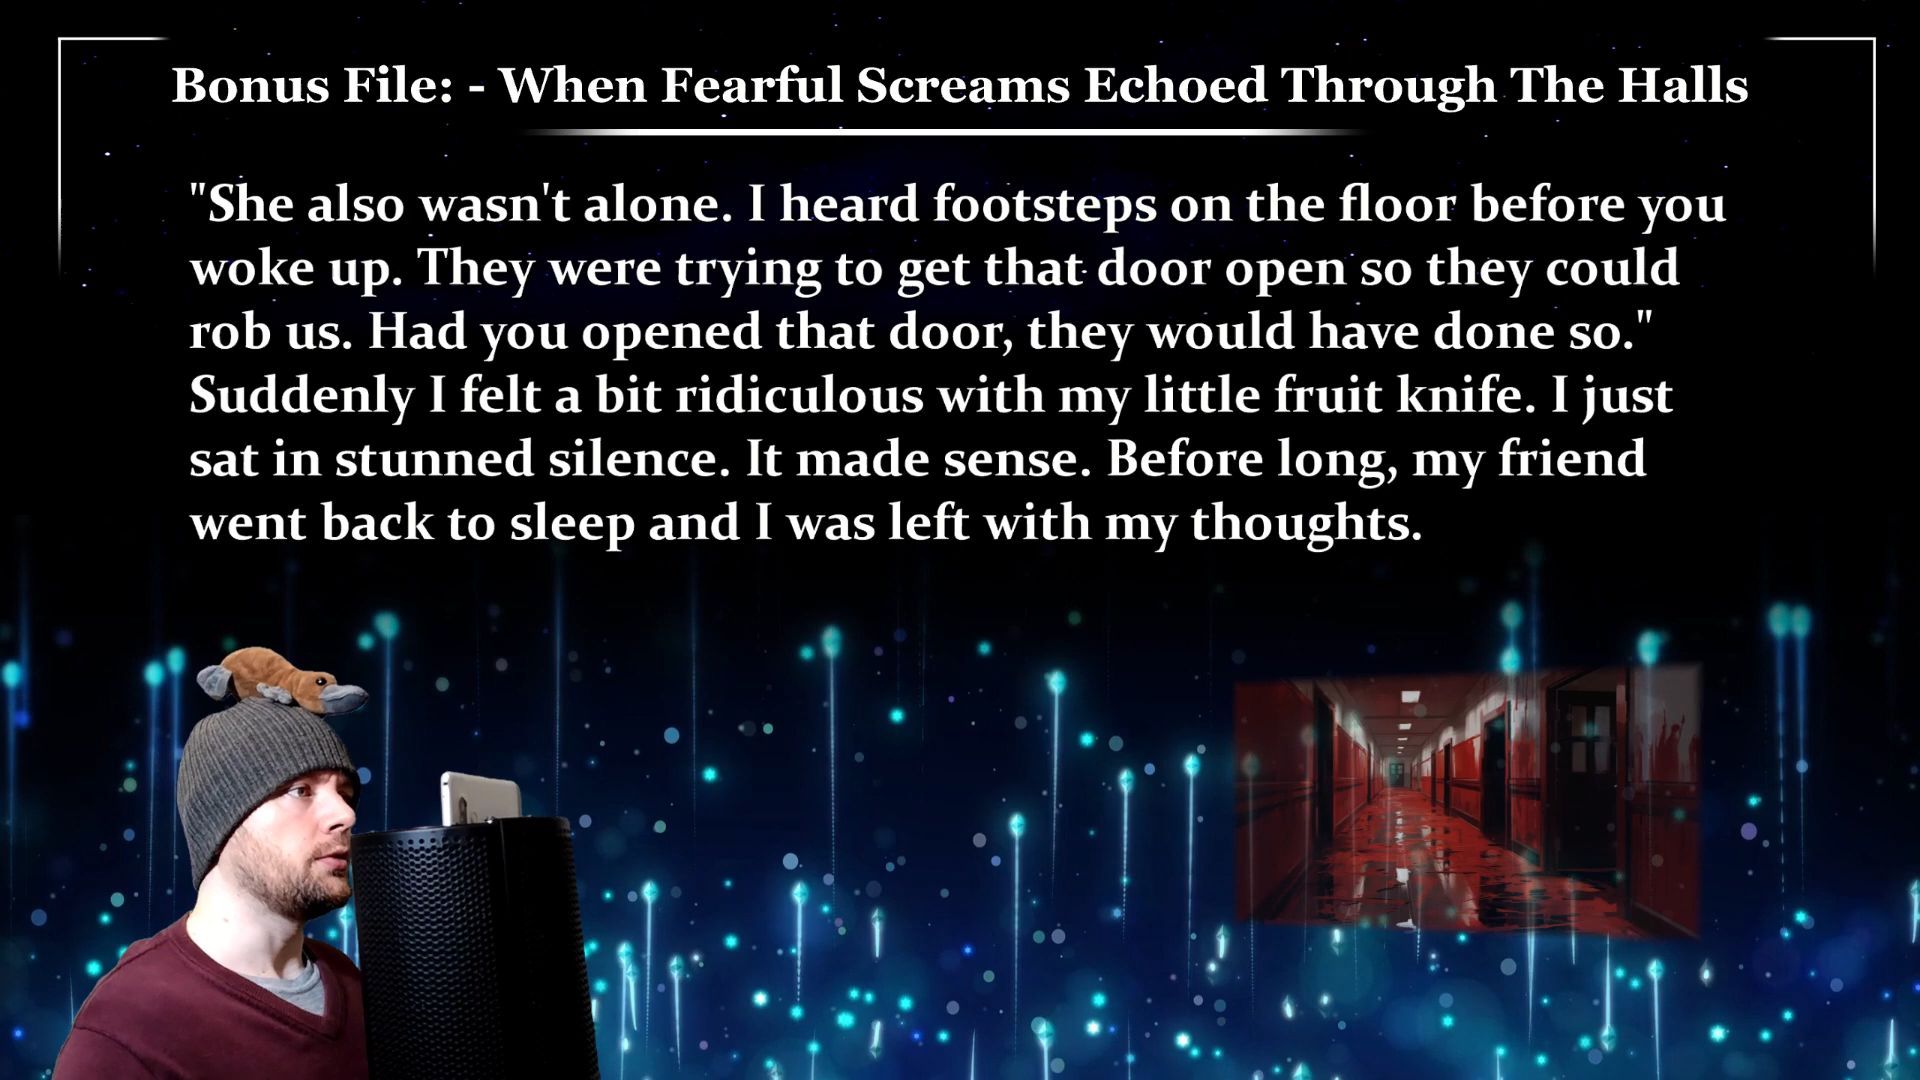 Bonus File: - When Fearful Screams Echoed Through The Halls
"She also wasn't alone. I heard footsteps on the floor before you
woke up. They were trying to get that door open so they could
rob us. Had you opened that door, they would have done so."
Suddenly I felt a bit ridiculous with my little fruit knife. I just
sat in stunned silence. It made sense. Before long, my friend
went back to sleep and I was left with my thoughts.